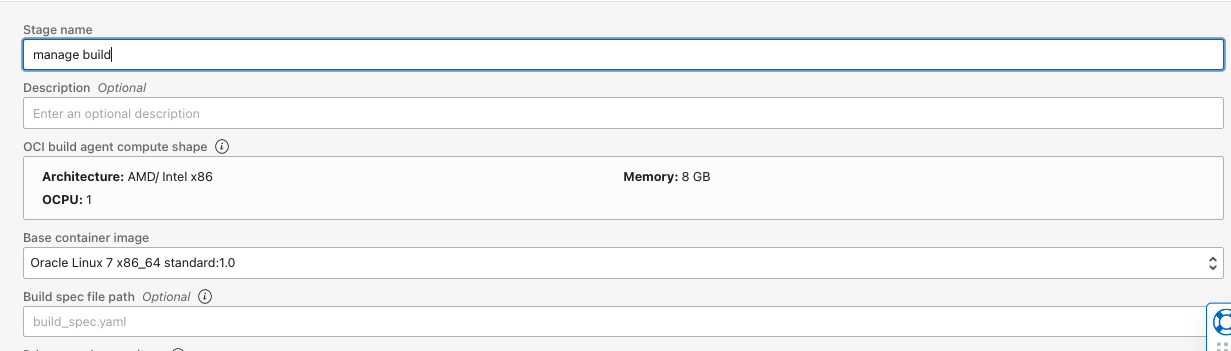 Stage name
manage build
Description Optional
Enter an optional description
OCI build agent compute shape
Architecture: AMD/ Intel x86
Memory: 8 GB
OCPU: 1
Base container image
Oracle Linux 7 x86_64 standard:1.0
Build spec file path Optional
build_spec.yaml